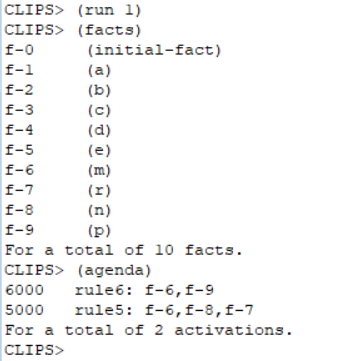 CLIPS> (run 1)
CLIPS> (facts)
f-0     (initial-fact)
f-1     (a)
f-2     (b)
f-3     (c)
f-4     (d)
f-5     (e)
f-6     (m)
f-7     (r)
f-8     (n)
f-9     (p)
For a total of 10 facts.
CLIPS> (agenda)
6000   rule6: f-6,f-9
5000   rule5: f-6,f-8,f-7
For a total of 2 activations.
CLIPS>